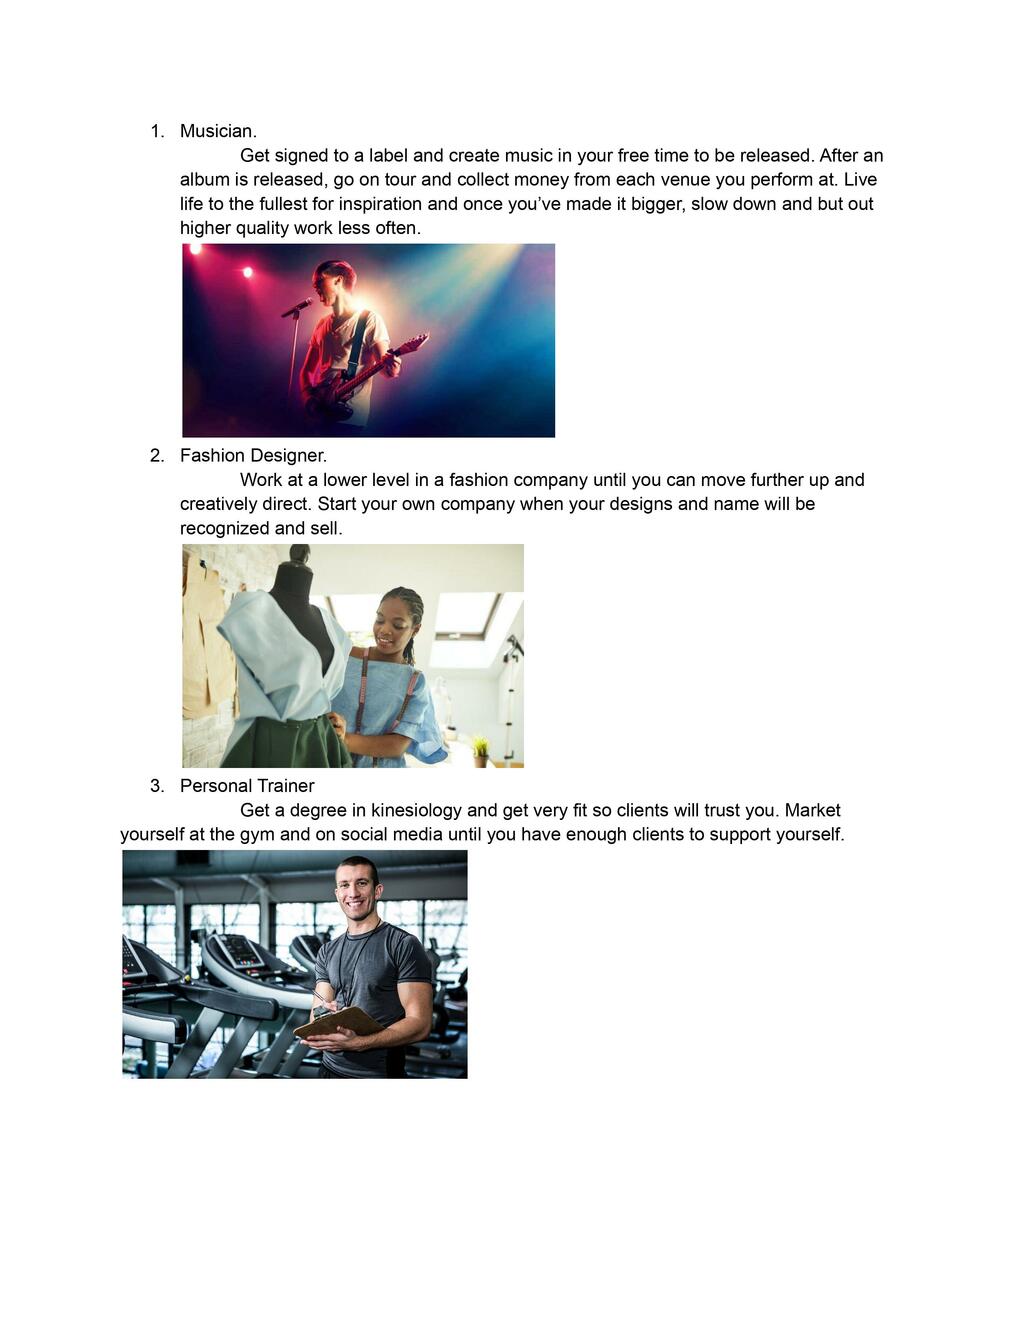 1. Musician.
Get signed to a label and create music in your free time to be released. After an
album is released, go on tour and collect money from each venue you perform at. Live
life to the fullest for inspiration and once you’ve made it bigger, slow down and but out
higher quality work less often.
2. Fashion Designer.
Work at a lower level in a fashion company until you can move further up and
creatively direct. Start your own company when your designs and name will be
recognized and sell.
3. Personal Trainer
Get a degree in kinesiology and get very fit so clients will trust you. Market
yourself at the gym and on social media until you have enough clients to support yourself.